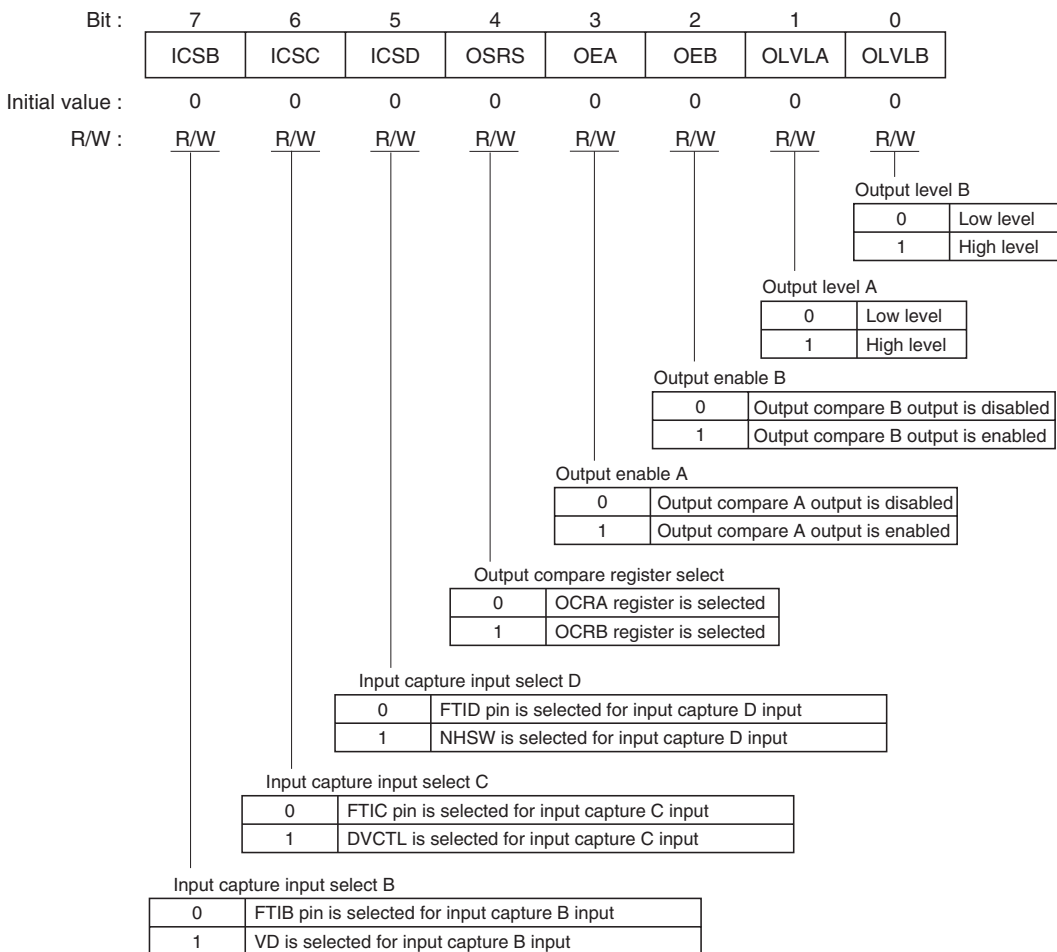 Bit : 7 6 5 4 3 2 1 0
ICSB ICSC ICSD OSRS OEA OEB OLVLA OLVLB
Initial value : 0 0 0 0 0 0 0 0
R/W : R/W R/W R/W R/W R/W R/W R/W R/W
Output level B
0 Low level
1 High level
Output level A
0 Low level
1 High level
Output enable B
0 Output compare B output is disabled
1 Output compare B output is enabled
Output enable A
0 Output compare A output is disabled
1 Output compare A output is enabled
Output compare register select
0 OCRA register is selected
1 OCRB register is selected
Input capture input select D
0 FTID pin is selected for input capture D input
1 NHSW is selected for input capture D input
Input capture input select C
0 FTIC pin is selected for input capture C input
1 DVCTL is selected for input capture C input
Input capture input select B
0 FTIB pin is selected for input capture B input
1 VD is selected for input capture B input